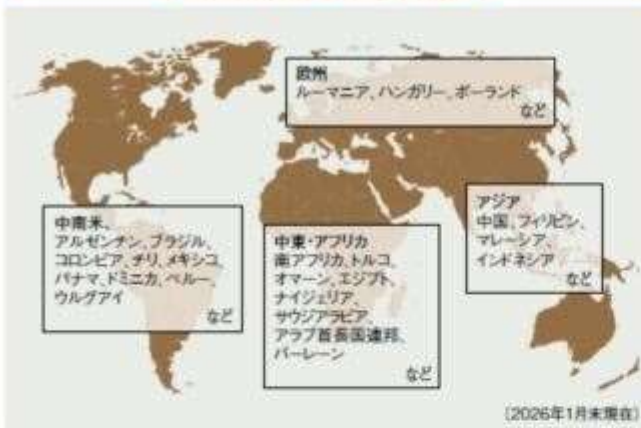 欧州
ルーマニア、ハンガリー、ポーランド
など
中南米、
アルゼンチン、ブラジル、
コロンビア、チリ、メキシコ、
パナマ、ドミニカ、ペルー、
ウルグアイ
など
中東・アフリカ
南アフリカ、トルコ、
オマーン、エジプト、
ナイジェリア、
サウジアラビア、
アラブ首長国連邦、
バーレーン
など
アジア
中国、フィリピン、
マレーシア、
インドネシア
など
(2026年1月末現在)